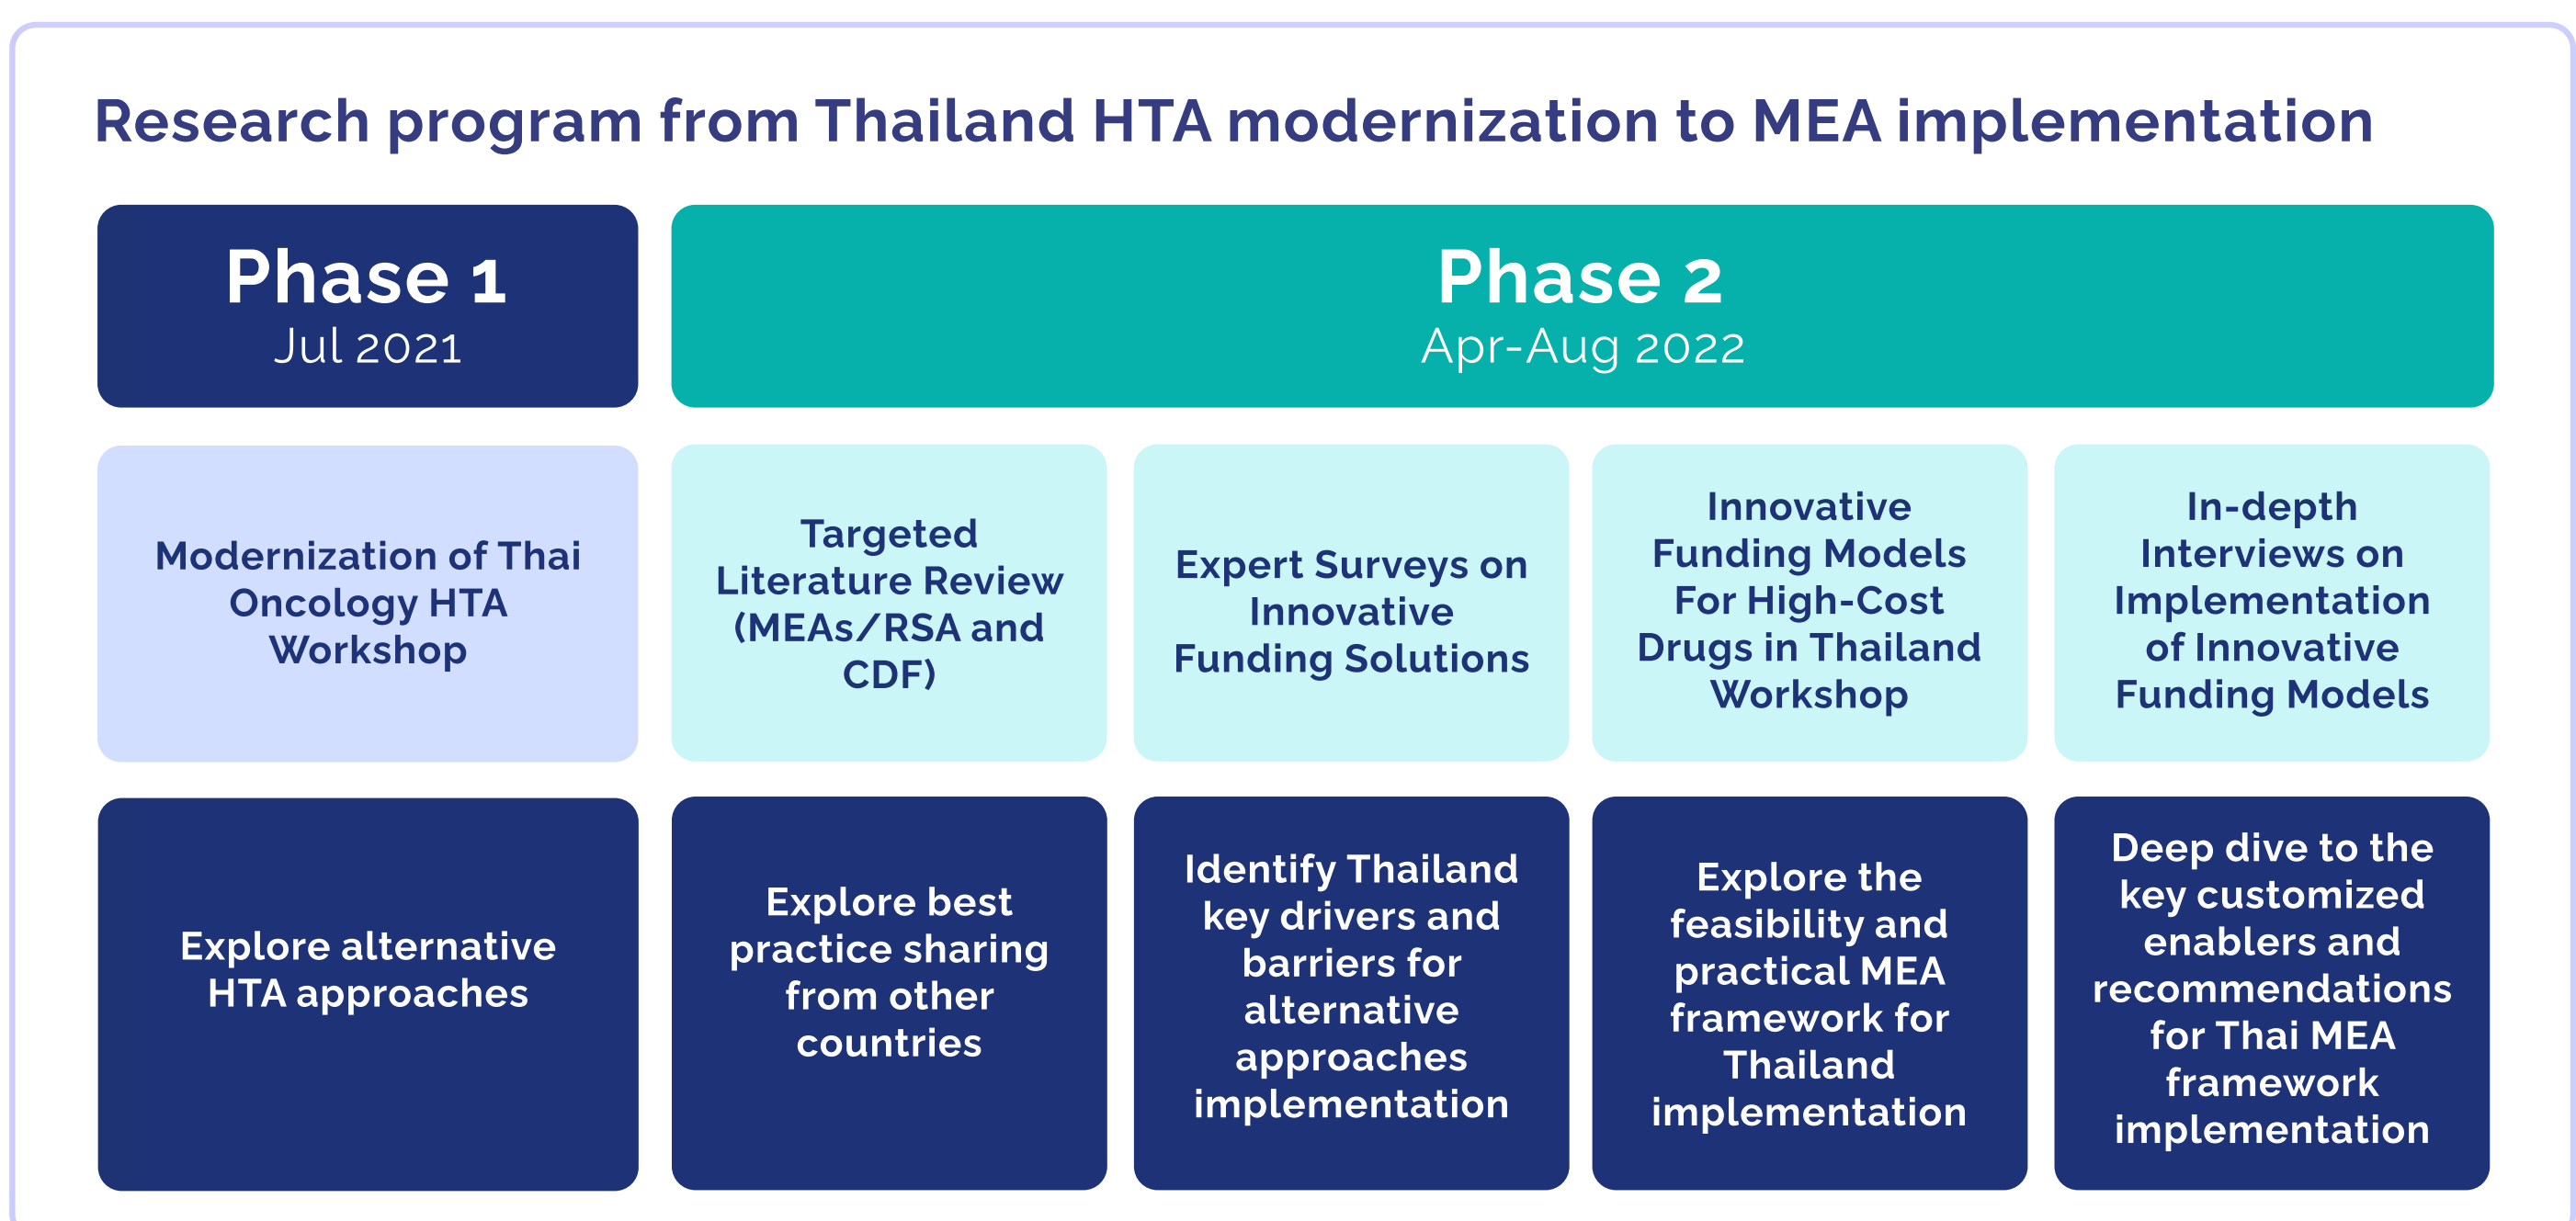 Research program from Thailand HTA modernization to MEA implementation
Phase 1
Jul 2021
Phase 2
Apr-Aug 2022
Modernization of Thai
Oncology HTA
Workshop
Targeted
Literature Review
(MEAs/RSA and
CDF)
Expert Surveys on
Innovative
Funding Solutions
Innovative
Funding Models
For High-Cost
Drugs in Thailand
Workshop
In-depth
Interviews on
Implementation
of Innovative
Funding Models
Explore alternative
HTA approaches
Explore best
practice sharing
from other
countries
Identify Thailand
key drivers and
barriers for
alternative
approaches
implementation
Explore the
feasibility and
practical MEA
framework for
Thailand
implementation
Deep dive to the
key customized
enablers and
recommendations
for Thai MEA
framework
implementation